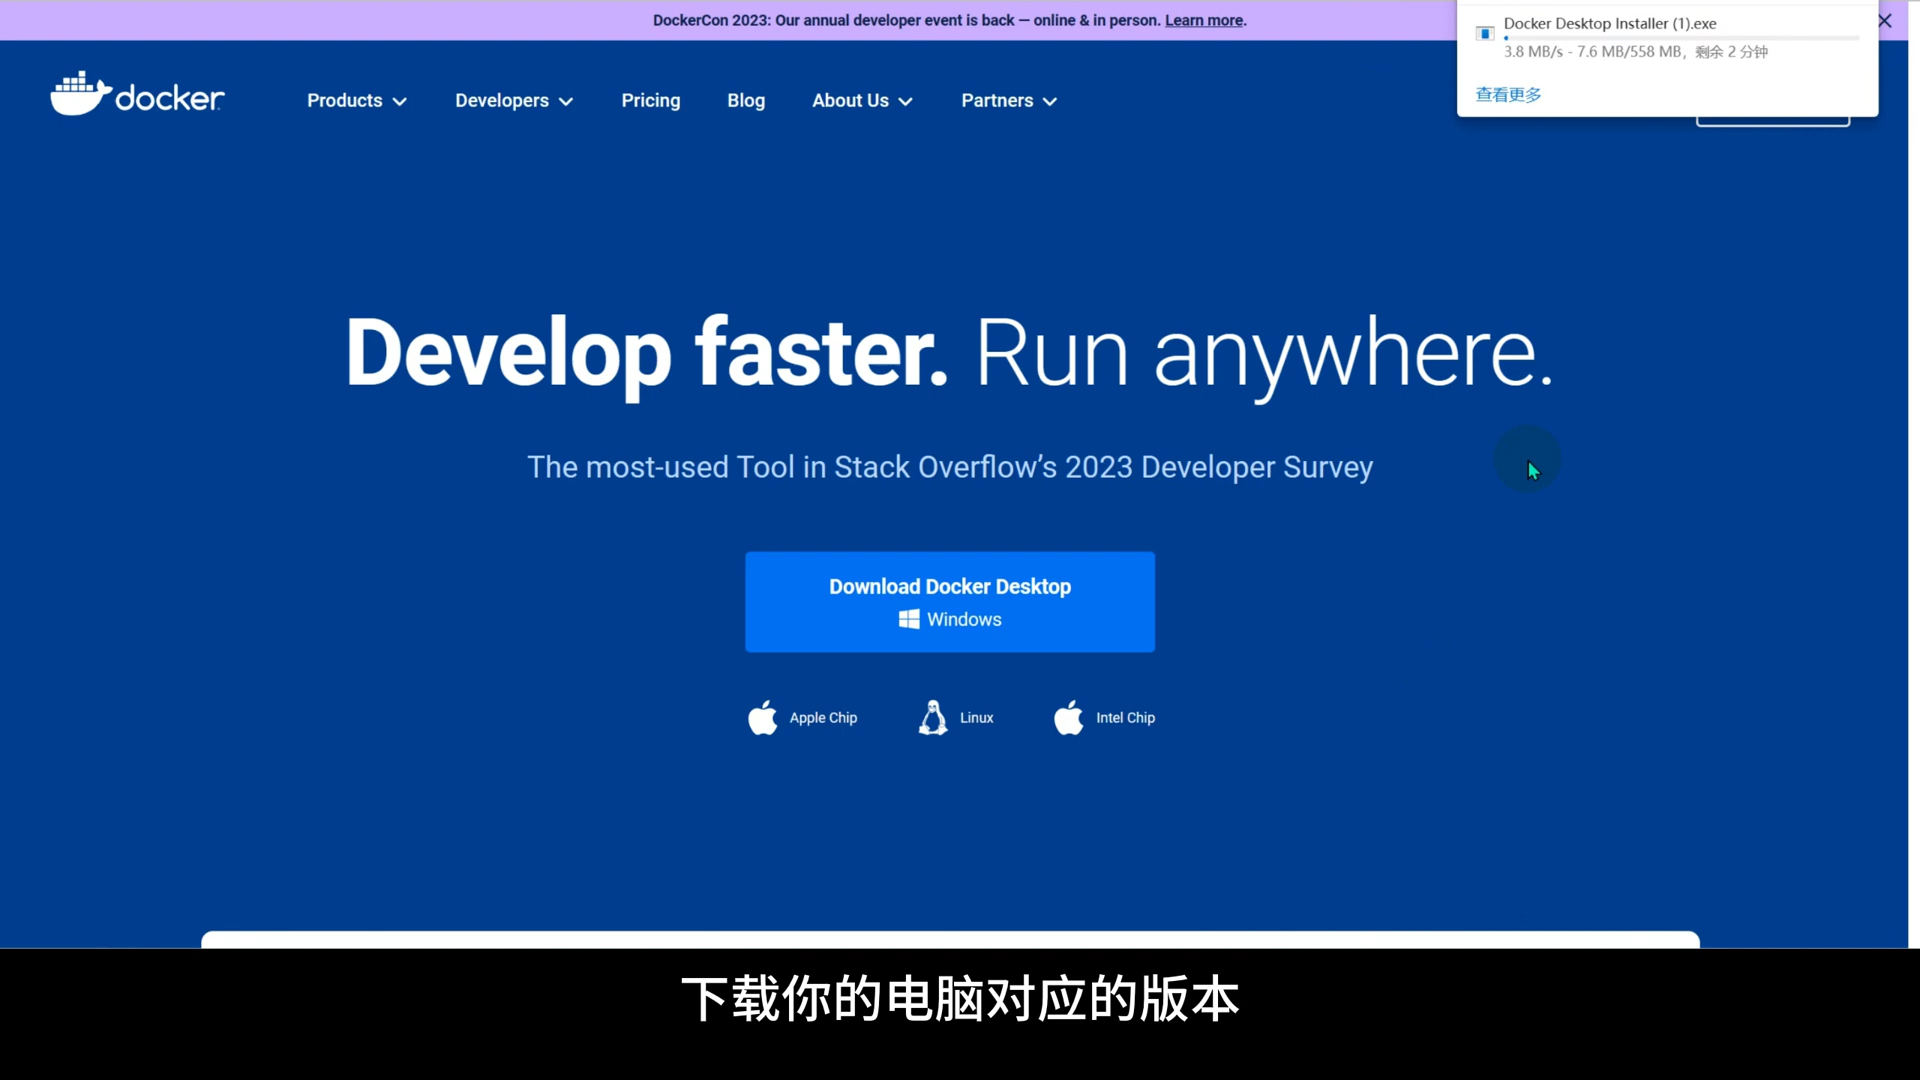 DockerCon 2023: Our annual developer event is back — online & in person. Learn more.
Docker Desktop Installer (1).exe
3.8 MB/s - 7.6 MB/558 MB，剩余 2 分钟
查看更多
docker
Products
Developers
Pricing
Blog
About Us
Partners
Develop faster. Run anywhere.
The most-used Tool in Stack Overflow’s 2023 Developer Survey
Download Docker Desktop
Windows
Apple Chip
Linux
Intel Chip
下载你的电脑对应的版本